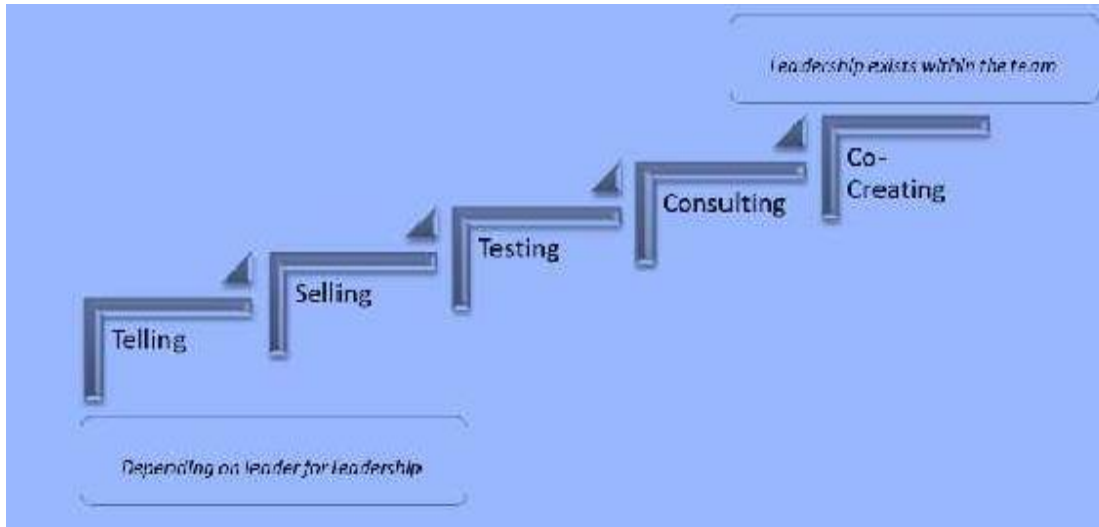 Leadership exists within the team
Co-
Creating
Consulting
Testing
Selling
Telling
Depending on leader for leadership